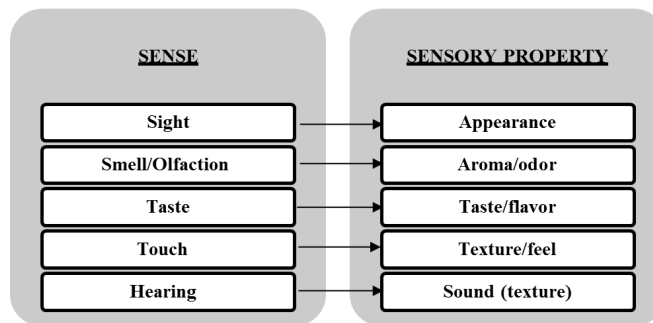 SENSE
SENSORY PROPERTY
Sight
Appearance
Smell/Olfaction
Aroma/odor
Taste
Taste/flavor
Touch
Texture/feel
Hearing
Sound (texture)